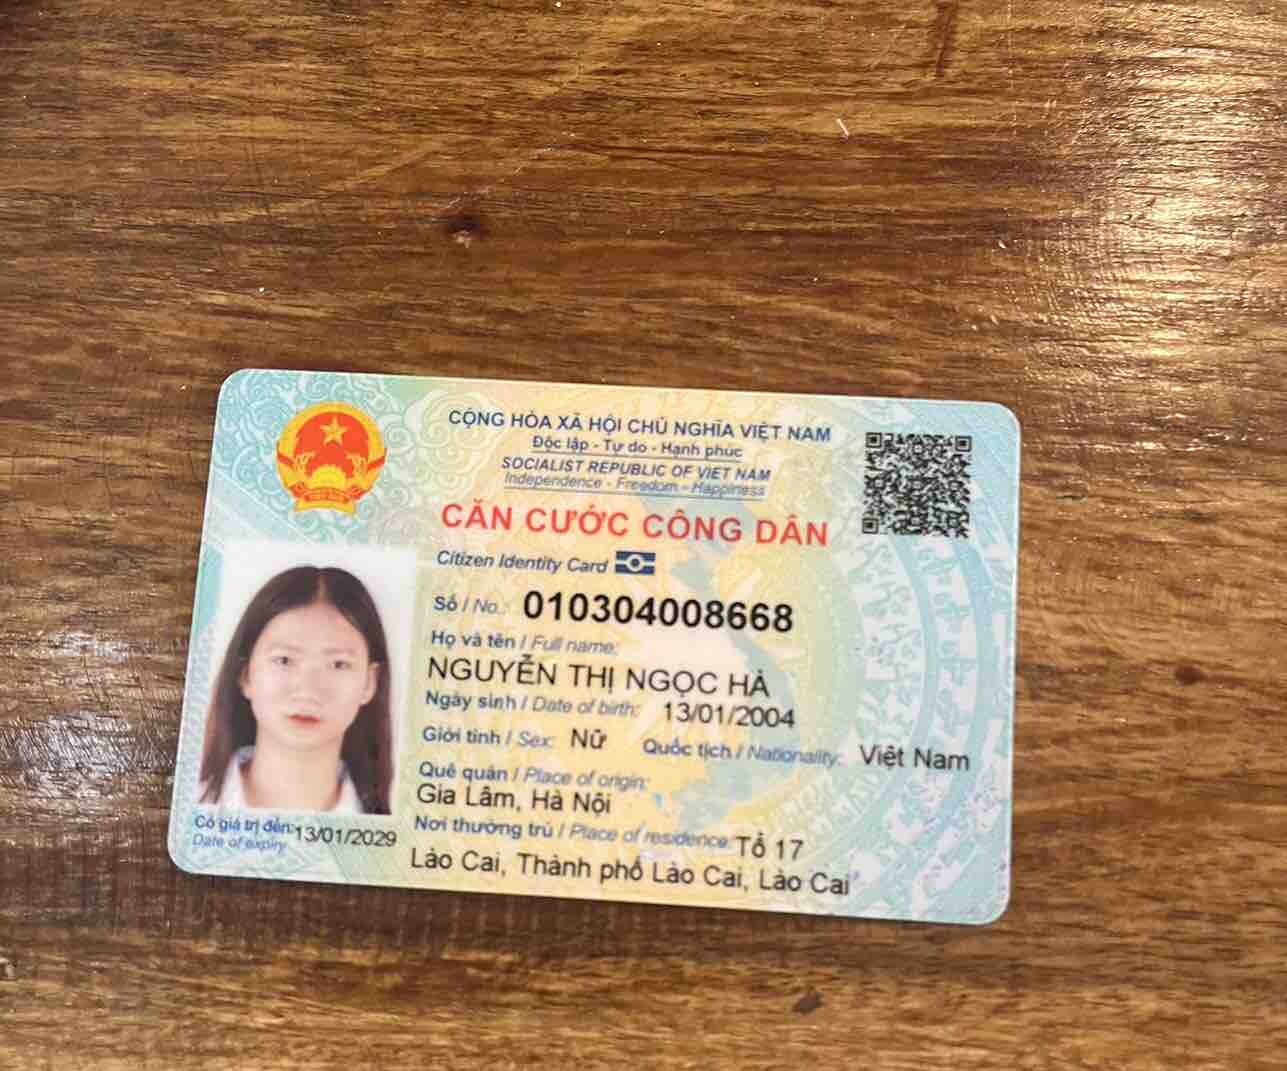 CỘNG HÒA XÃ HỘI CHỦ NGHĨA VIỆT NAM
Độc lập - Tự do - Hạnh phúc
SOCIALIST REPUBLIC OF VIET NAM
Independence - Freedom - Happiness
CĂN CƯỚC CÔNG DÂN
Citizen Identity Card
Số / No.: 010304008668
Họ và tên / Full name:
NGUYỄN THỊ NGỌC HÀ
Ngày sinh / Date of birth: 13/01/2004
Giới tính / Sex: Nữ Quốc tịch / Nationality: Việt Nam
Quê quán / Place of origin:
Gia Lâm, Hà Nội
Nơi thường trú / Place of residence: Tổ 17
Lào Cai, Thành phố Lào Cai, Lào Cai
Có giá trị đến: 13/01/2029
Date of expiry